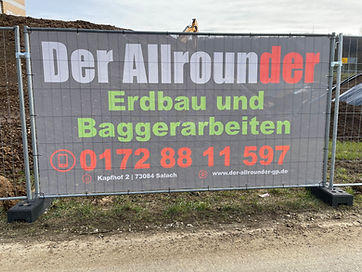 Der Allrounder
Erdbau und
Baggerarbeiten
0172 88 11 597
Kapfhof 2 | 73084 Salach www.der-allrounder-gp.de